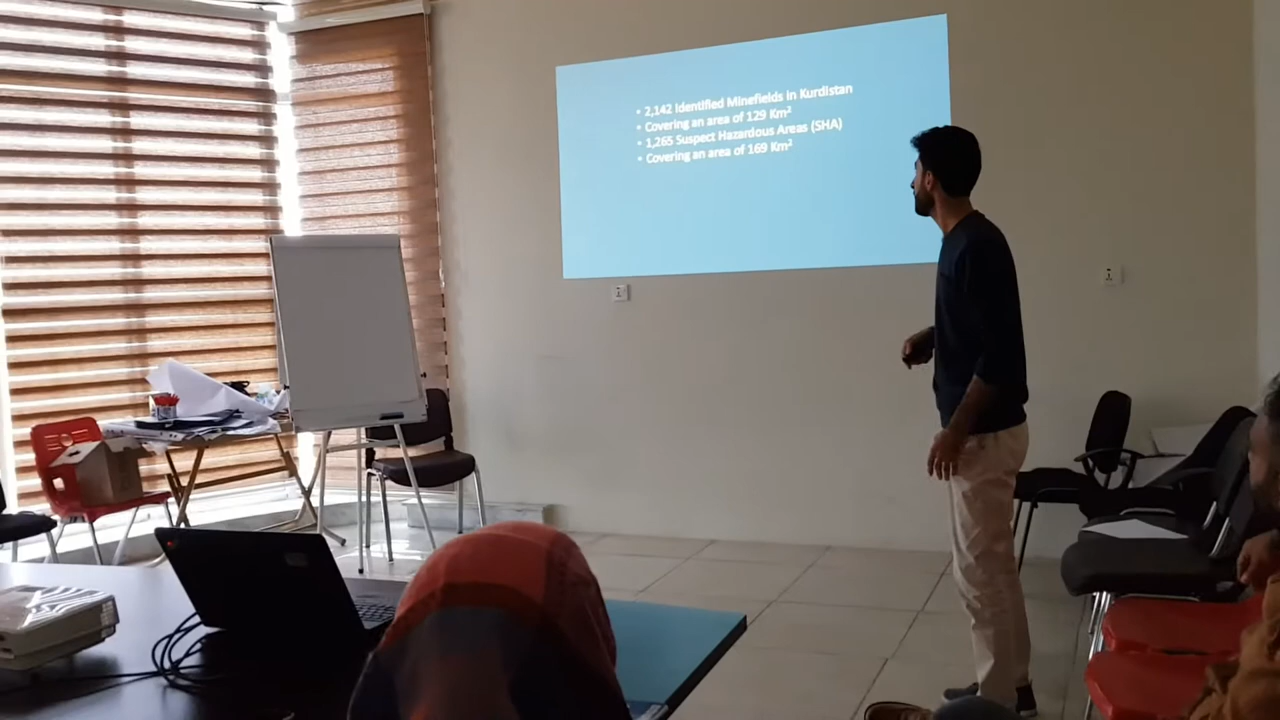 • 2,142 Identified Minefields in Kurdistan
• Covering an area of 129 Km²
• 1,265 Suspect Hazardous Areas (SHA)
• Covering an area of 169 Km²